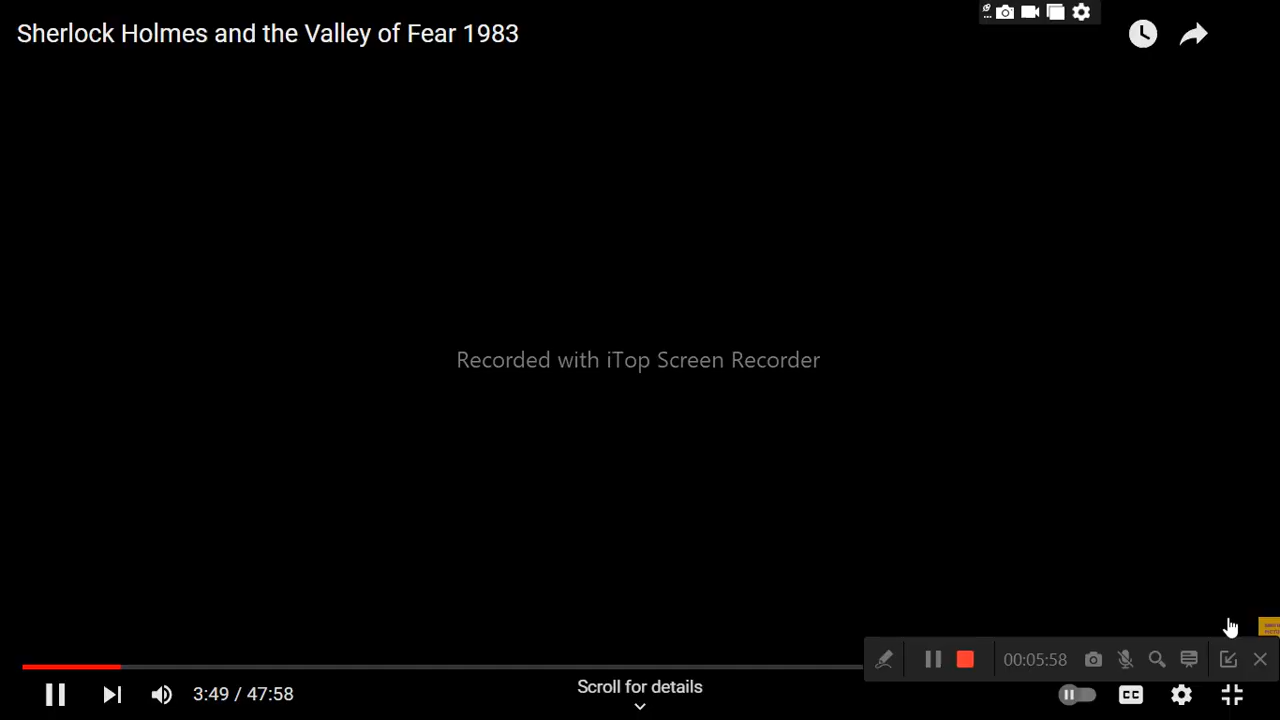 Sherlock Holmes and the Valley of Fear 1983
Recorded with iTop Screen Recorder
00:05:58
3:49 / 47:58
Scroll for details
CC